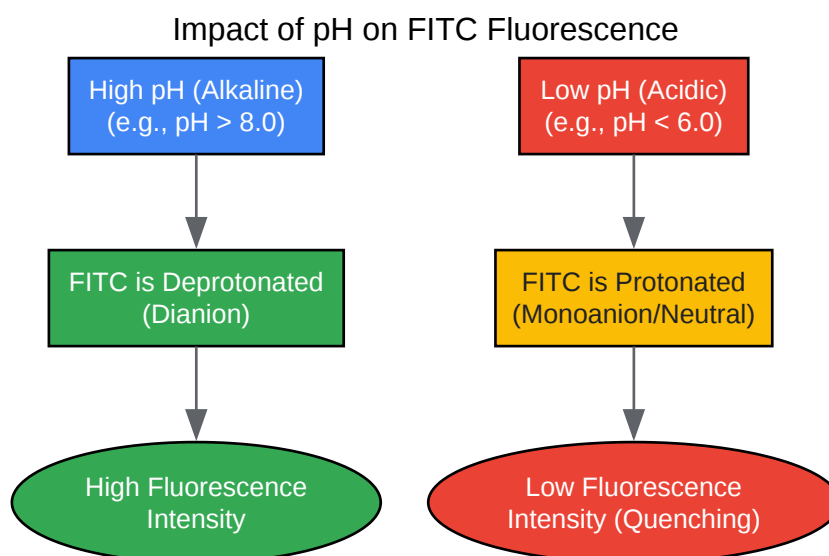 Impact of pH on FITC Fluorescence
High pH (Alkaline)
(e.g., pH > 8.0)
Low pH (Acidic)
(e.g., pH < 6.0)
FITC is Deprotonated
(Dianion)
FITC is Protonated
(Monoanion/Neutral)
High Fluorescence
Intensity
Low Fluorescence
Intensity (Quenching)